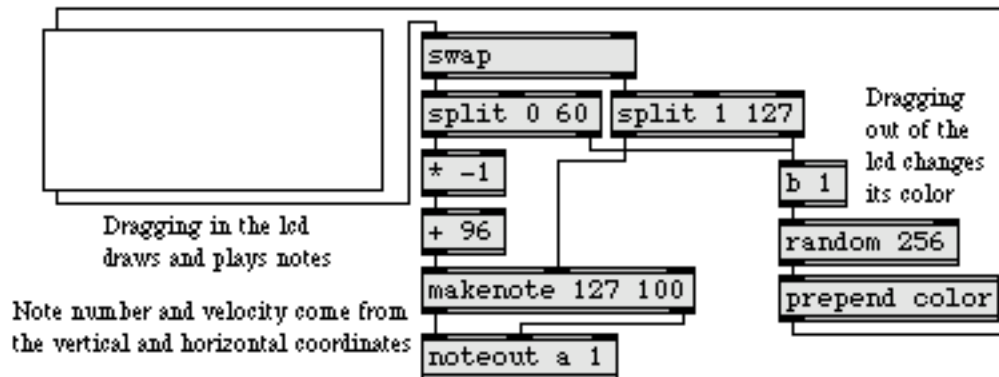 swap
split 0 60
split 1 127
Dragging
out of the
lcd changes
its color
* -1
b 1
Dragging in the lcd
draws and plays notes
+ 96
random 256
makenote 127 100
prepend color
Note number and velocity come from
the vertical and horizontal coordinates
noteout a 1